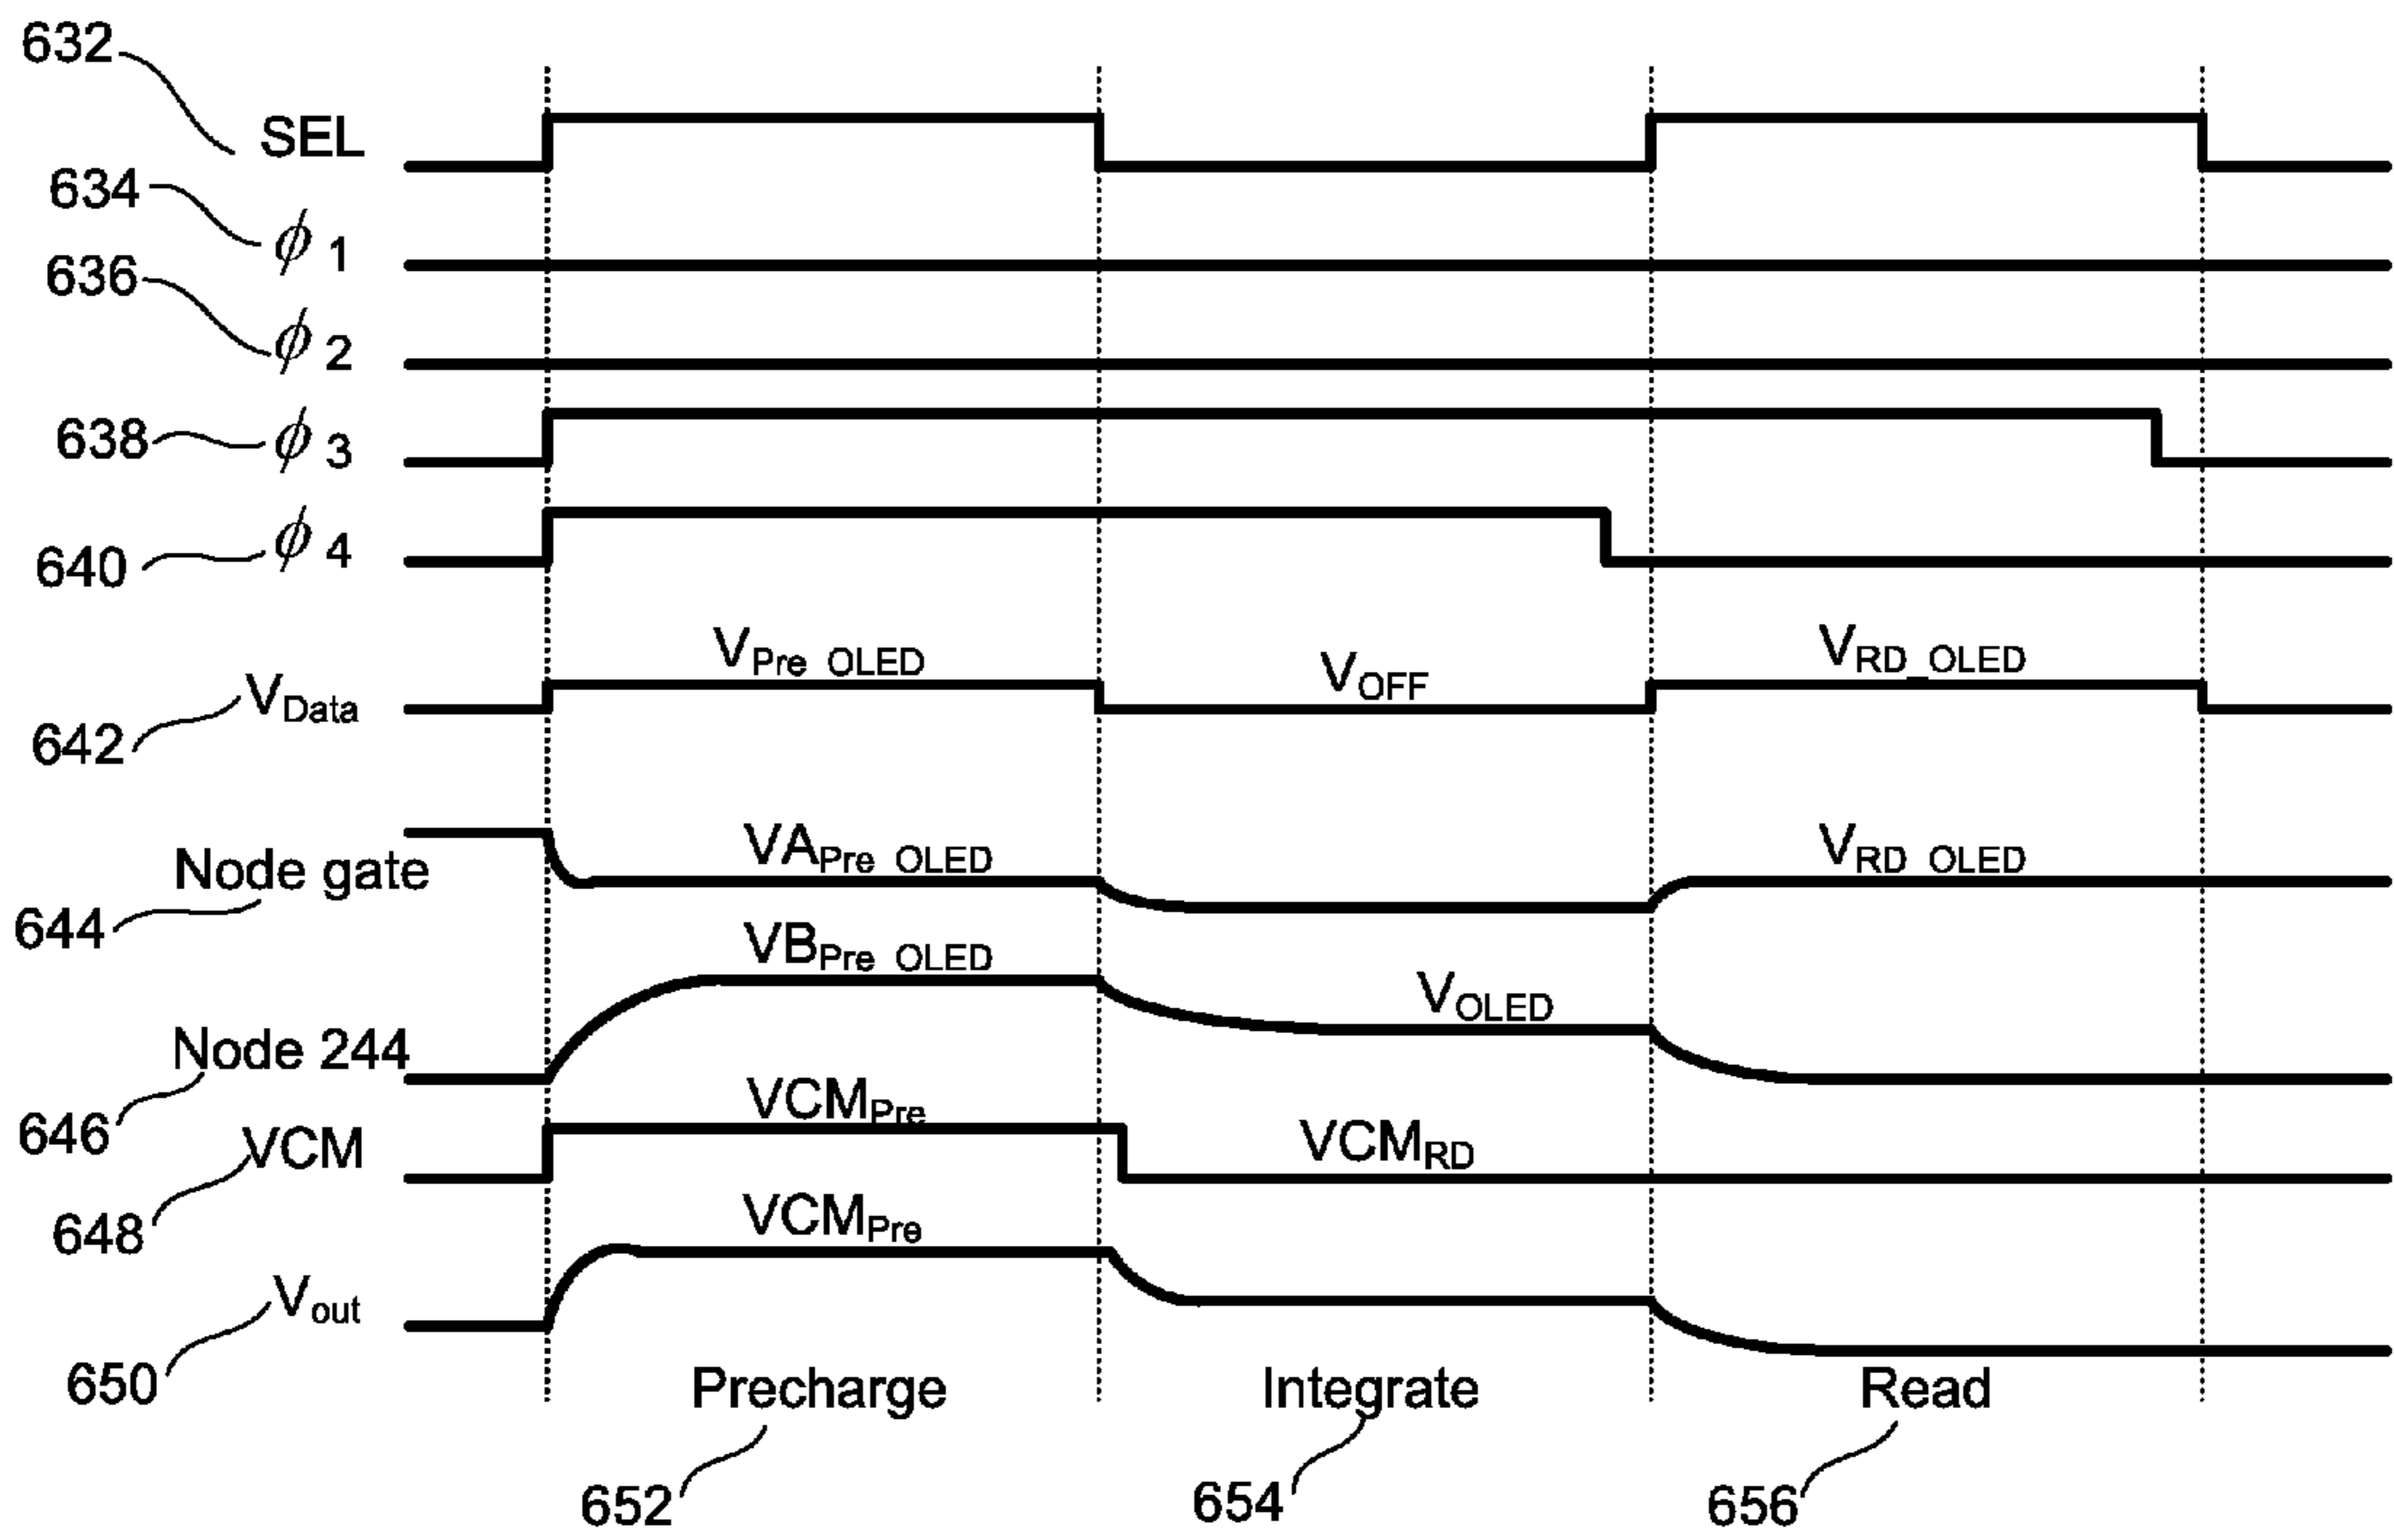 632
SEL
634
ϕ 1
636
ϕ 2
638
ϕ 3
640
ϕ 4
642
VData
VPre_OLED
VOFF
VRD_OLED
644
Node gate
VAPre_OLED
VRD_OLED
646
Node 244
VBPre_OLED
VOLED
648
VCM
VCMPre
VCMRD
650
Vout
VCMPre
Precharge
Integrate
Read
652
654
656